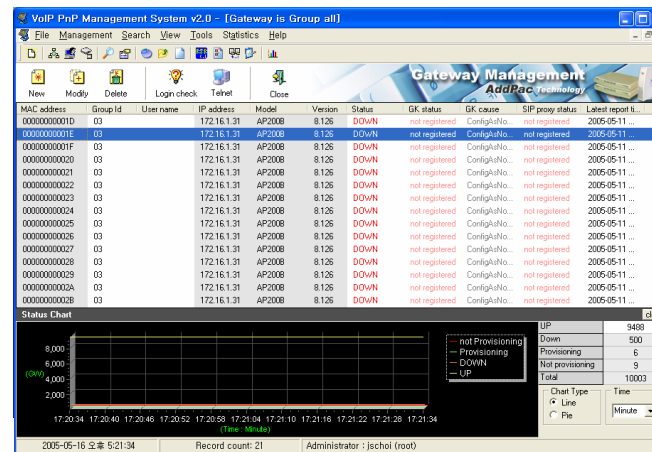 VoIP PnP Management System v2.0 - [Gateway is Group all]
File Management Search View Tools Statistics Help
New Modify Delete Login check Telnet Close
Gateway Management
AddPac Technology
MAC address Group Id User name IP address Model Version Status GK status GK cause SIP proxy status Latest report ti...
00000000001D 03 172.16.1.31 AP200B 8.126 DOWN not registered ConfigAsNo... not registered 2005-05-11 ...
00000000001E 03 172.16.1.31 AP200B 8.126 DOWN not registered ConfigAsNo... not registered 2005-05-11 ...
00000000001F 03 172.16.1.31 AP200B 8.126 DOWN not registered ConfigAsNo... not registered 2005-05-11 ...
000000000020 03 172.16.1.31 AP200B 8.126 DOWN not registered ConfigAsNo... not registered 2005-05-11 ...
000000000021 03 172.16.1.31 AP200B 8.126 DOWN not registered ConfigAsNo... not registered 2005-05-11 ...
000000000022 03 172.16.1.31 AP200B 8.126 DOWN not registered ConfigAsNo... not registered 2005-05-11 ...
000000000023 03 172.16.1.31 AP200B 8.126 DOWN not registered ConfigAsNo... not registered 2005-05-11 ...
000000000024 03 172.16.1.31 AP200B 8.126 DOWN not registered ConfigAsNo... not registered 2005-05-11 ...
000000000025 03 172.16.1.31 AP200B 8.126 DOWN not registered ConfigAsNo... not registered 2005-05-11 ...
000000000026 03 172.16.1.31 AP200B 8.126 DOWN not registered ConfigAsNo... not registered 2005-05-11 ...
000000000027 03 172.16.1.31 AP200B 8.126 DOWN not registered ConfigAsNo... not registered 2005-05-11 ...
000000000028 03 172.16.1.31 AP200B 8.126 DOWN not registered ConfigAsNo... not registered 2005-05-11 ...
000000000029 03 172.16.1.31 AP200B 8.126 DOWN not registered ConfigAsNo... not registered 2005-05-11 ...
00000000002A 03 172.16.1.31 AP200B 8.126 DOWN not registered ConfigAsNo... not registered 2005-05-11 ...
00000000002B 03 172.16.1.31 AP200B 8.126 DOWN not registered ConfigAsNo... not registered 2005-05-11 ...
Status Chart
8,000
6,000
(GW) 4,000
2,000
17:20:34 17:20:40 17:20:46 17:20:52 17:20:58 17:21:04 17:21:10 17:21:16 17:21:22 17:21:28 17:21:34
(Time : Minute)
not Provisioning
Provisioning
DOWN
UP
UP 9488
Down 500
Provisioning 6
Not provisioning 9
Total 10003
Chart Type Time
Line
Pie
Minute
2005-05-16 오후 5:21:34 Record count: 21 Administrator : jschoi (root)